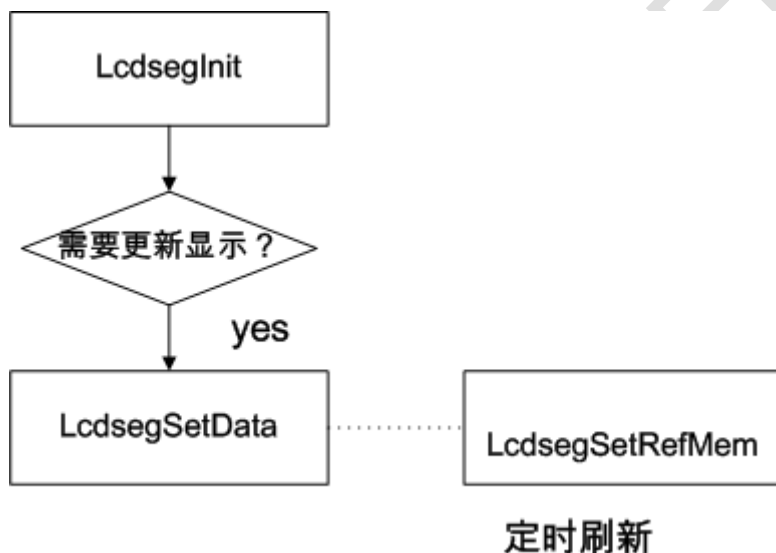 LcdsegInit
需要更新显示？
yes
LcdsegSetData
LcdsegSetRefMem
定时刷新